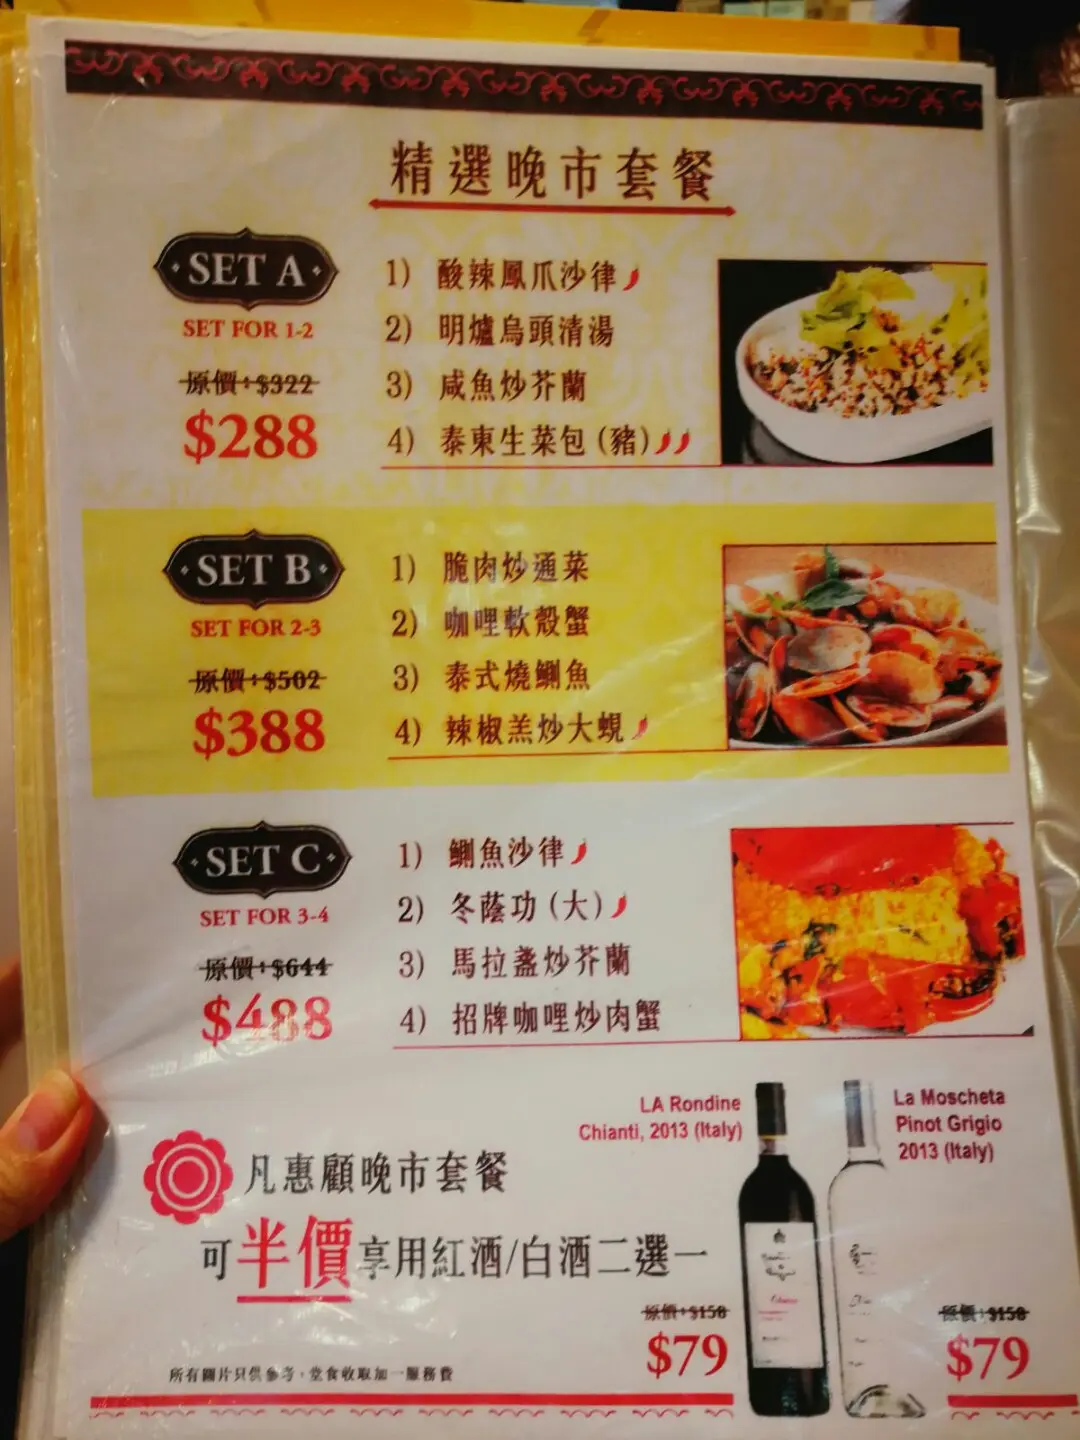 精選晚市套餐
SET A
SET FOR 1-2
原價:$322
$288
1) 酸辣鳳爪沙律
2) 明爐烏頭清湯
3) 咸魚炒芥蘭
4) 泰東生菜包(豬)
SET B
SET FOR 2-3
原價:$502
$388
1) 脆肉炒通菜
2) 咖哩軟殼蟹
3) 泰式燒鰂魚
4) 辣椒羔炒大蜆
SET C
SET FOR 3-4
原價:$644
$488
1) 鰂魚沙律
2) 冬蔭功(大)
3) 馬拉盞炒芥蘭
4) 招牌咖哩炒肉蟹
LA Rondine
Chianti, 2013 (Italy)
La Moscheta
Pinot Grigio
2013 (Italy)
凡惠顧晚市套餐
可半價享用紅酒/白酒二選一
原價:$158
$79
原價:$158
$79
所有圖片只供參考,堂食收取加一服務費